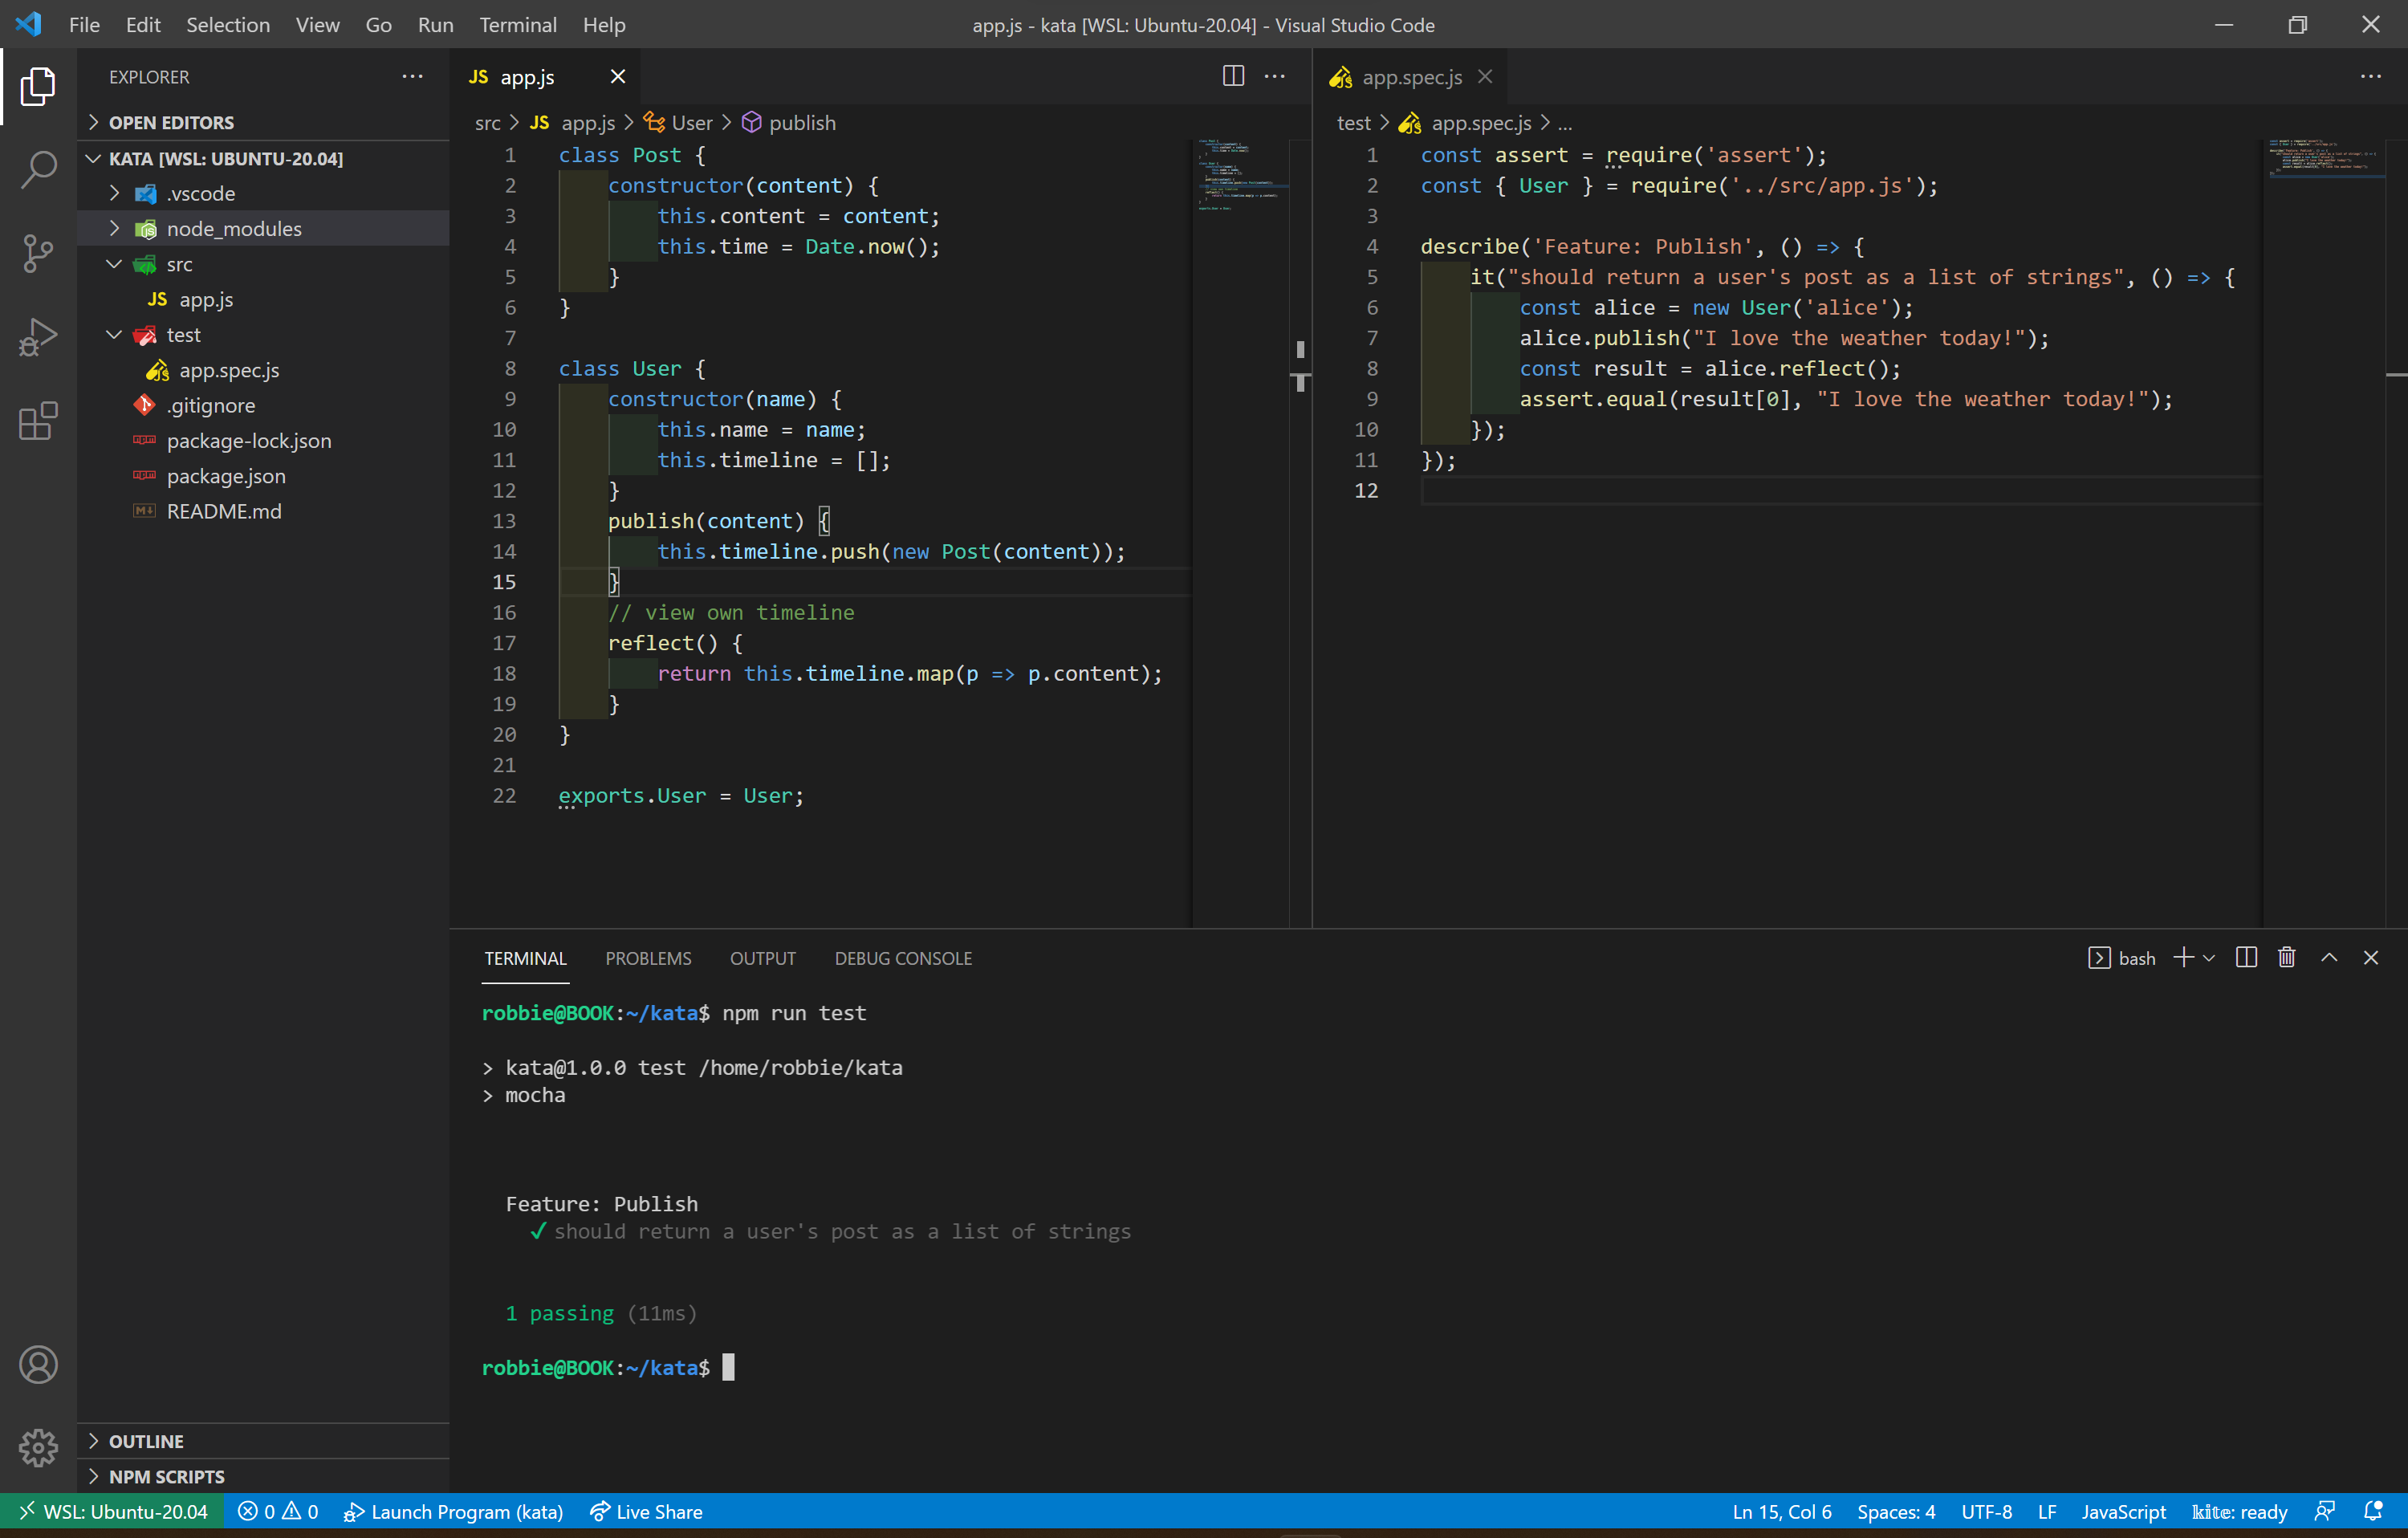 File Edit Selection View Go Run Terminal Help
app.js - kata [WSL: Ubuntu-20.04] - Visual Studio Code
EXPLORER
OPEN EDITORS
KATA [WSL: UBUNTU-20.04]
.vscode
node_modules
src
JS app.js
test
app.spec.js
.gitignore
package-lock.json
package.json
README.md
OUTLINE
NPM SCRIPTS
JS app.js
src > JS app.js > User > publish
1 class Post {
2 constructor(content) {
3 this.content = content;
4 this.time = Date.now();
5 }
6 }
7
8 class User {
9 constructor(name) {
10 this.name = name;
11 this.timeline = [];
12 }
13 publish(content) {
14 this.timeline.push(new Post(content));
15 }
16 // view own timeline
17 reflect() {
18 return this.timeline.map(p => p.content);
19 }
20 }
21
22 exports.User = User;
app.spec.js
test > app.spec.js > ...
1 const assert = require('assert');
2 const { User } = require('../src/app.js');
3
4 describe('Feature: Publish', () => {
5 it("should return a user's post as a list of strings", () => {
6 const alice = new User('alice');
7 alice.publish("I love the weather today!");
8 const result = alice.reflect();
9 assert.equal(result[0], "I love the weather today!");
10 });
11 });
12
TERMINAL PROBLEMS OUTPUT DEBUG CONSOLE
bash
robbie@BOOK:~/kata$ npm run test
> kata@1.0.0 test /home/robbie/kata
> mocha
Feature: Publish
✓ should return a user's post as a list of strings
1 passing (11ms)
robbie@BOOK:~/kata$
WSL: Ubuntu-20.04 0 0 Launch Program (kata) Live Share
Ln 15, Col 6 Spaces: 4 UTF-8 LF JavaScript kite: ready